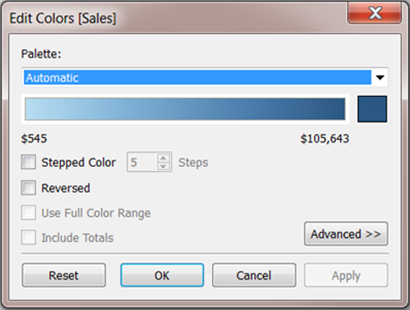 Edit Colors [Sales]
Palette:
Automatic
$545 $105,643
Stepped Color 5 Steps
Reversed
Use Full Color Range
Include Totals
Advanced >>
Reset OK Cancel Apply